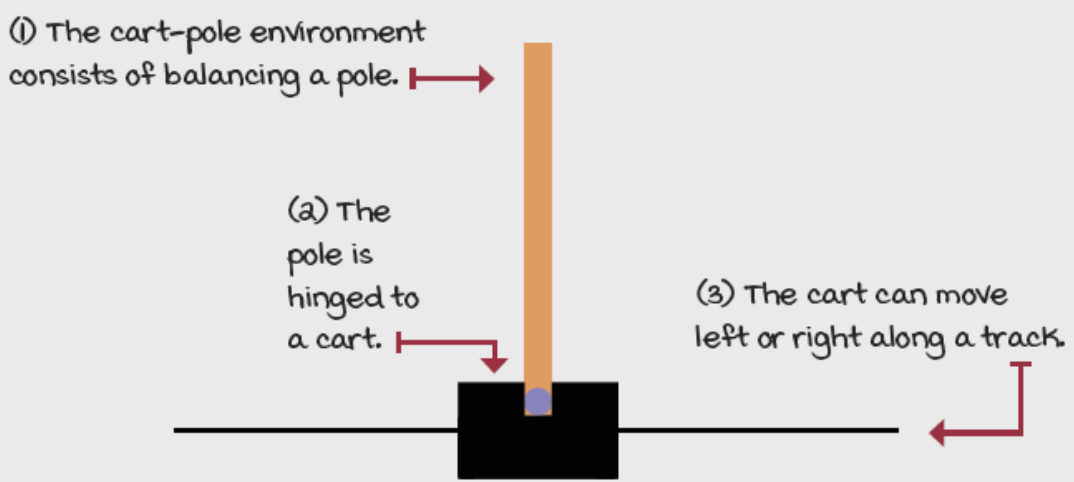 (1) The cart-pole environment
consists of balancing a pole.
(2) The
pole is
hinged to
a cart.
(3) The cart can move
left or right along a track.